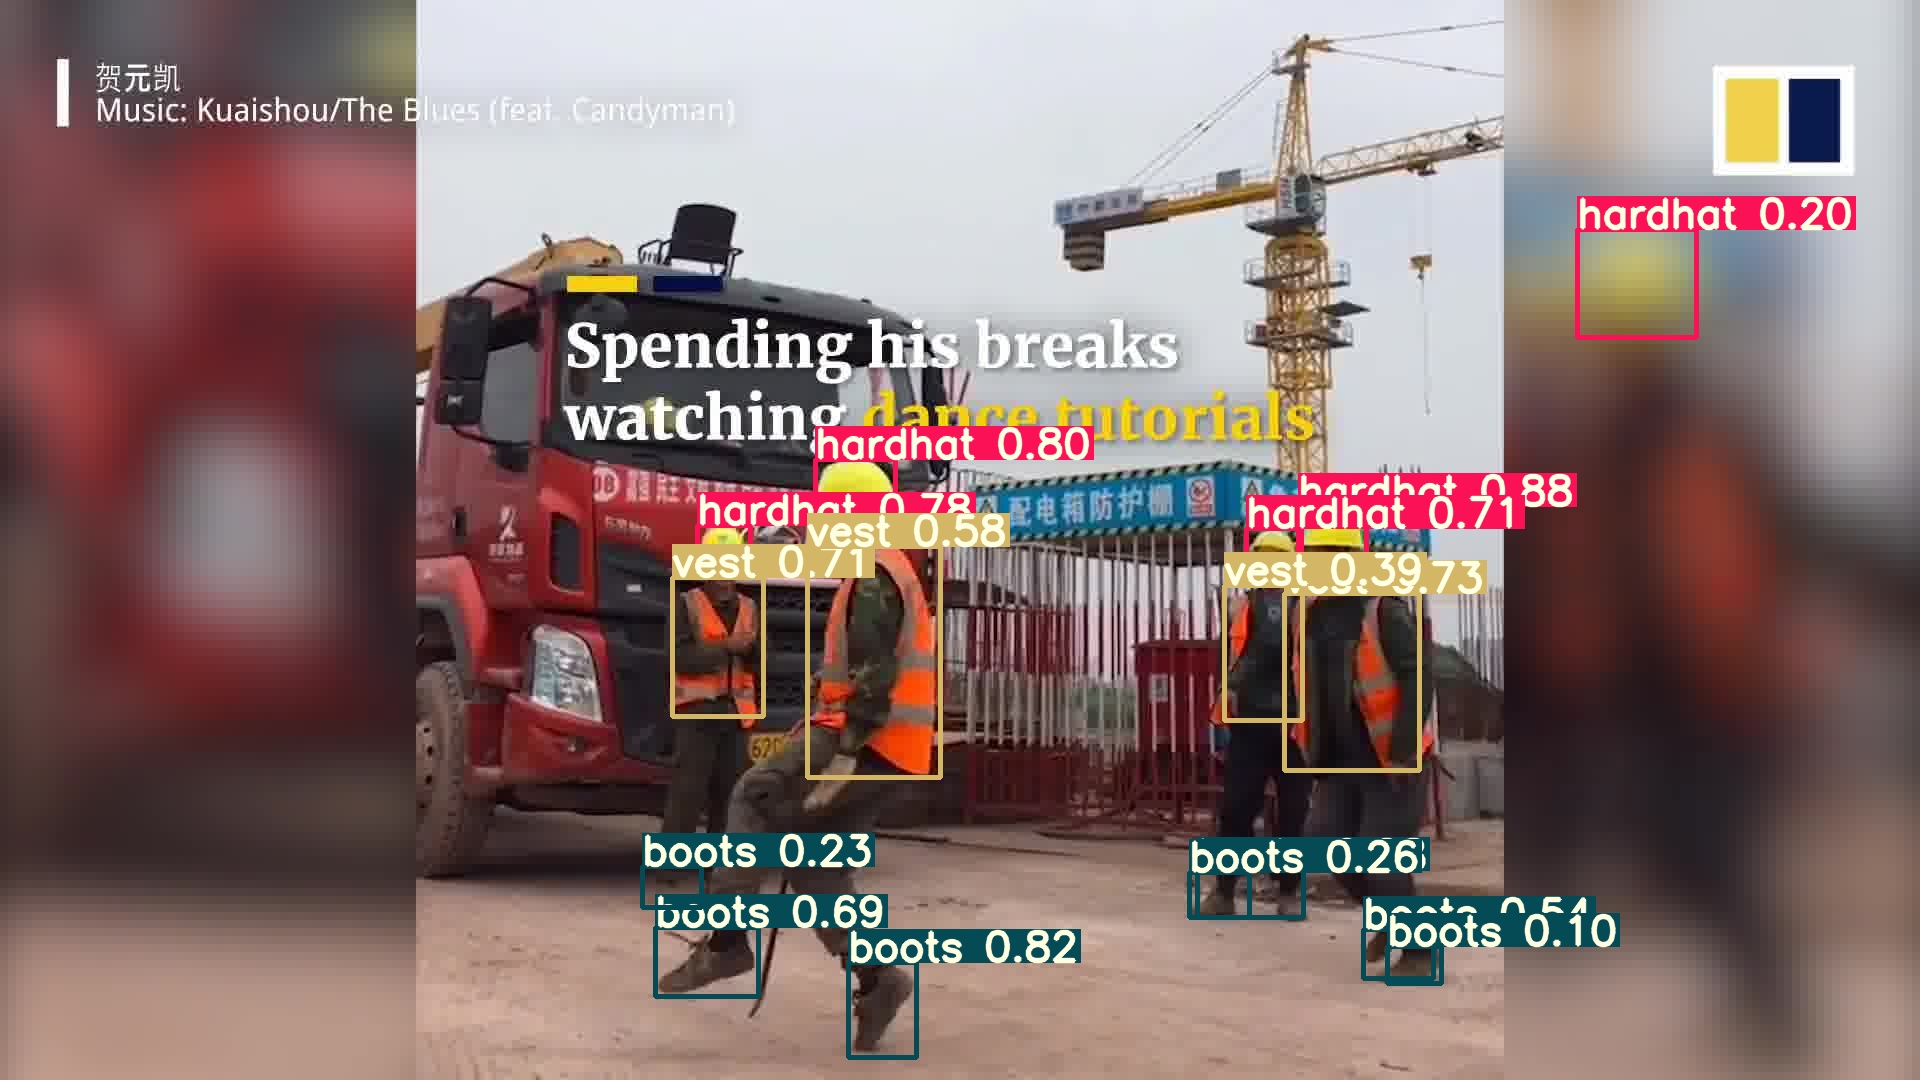 贺元凯
Music: Kuaishou/The Blues (feat. Candyman)
hardhat 0.20
Spending his breaks
watching dance tutorials
hardhat 0.80
hardhat 0.78
hardhat 0.88
hardhat 0.71
vest 0.58
vest 0.71
vest 0.39
配电箱防护棚
boots 0.23
boots 0.26
boots 0.69
boots 0.54
boots 0.10
boots 0.82